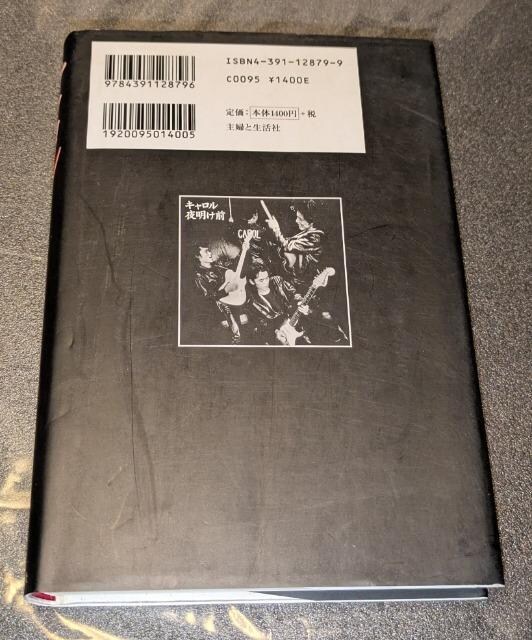 ISBN4-391-12879-9
9784391128796
C0095 ¥1400E
定価：本体1400円+税
1920095014005
主婦と生活社
キャロル
夜明け前
CAROL